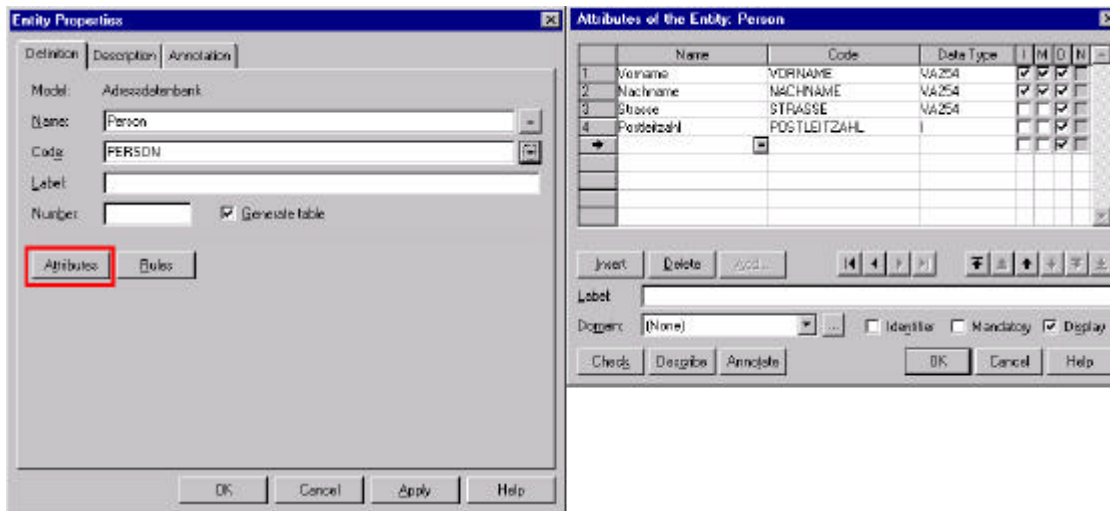 Entity Properties
Definition Description Annotation
Model: Adressdatenbank
Name: Person
Code: PERSON
Label:
Number: Generate table
Attributes Rules
OK Cancel Apply Help
Attributes of the Entity: Person
Name Code Data Type I M D N
1 Vorname VORNAME VA254
2 Nachname NACHNAME VA254
3 Strasse STRASSE VA254
4 Postleitzahl POSTLEITZAHL I
Insert Delete Add...
Label:
Domain: (None) ... Identifier Mandatory Display
Check Describe Annotate OK Cancel Help